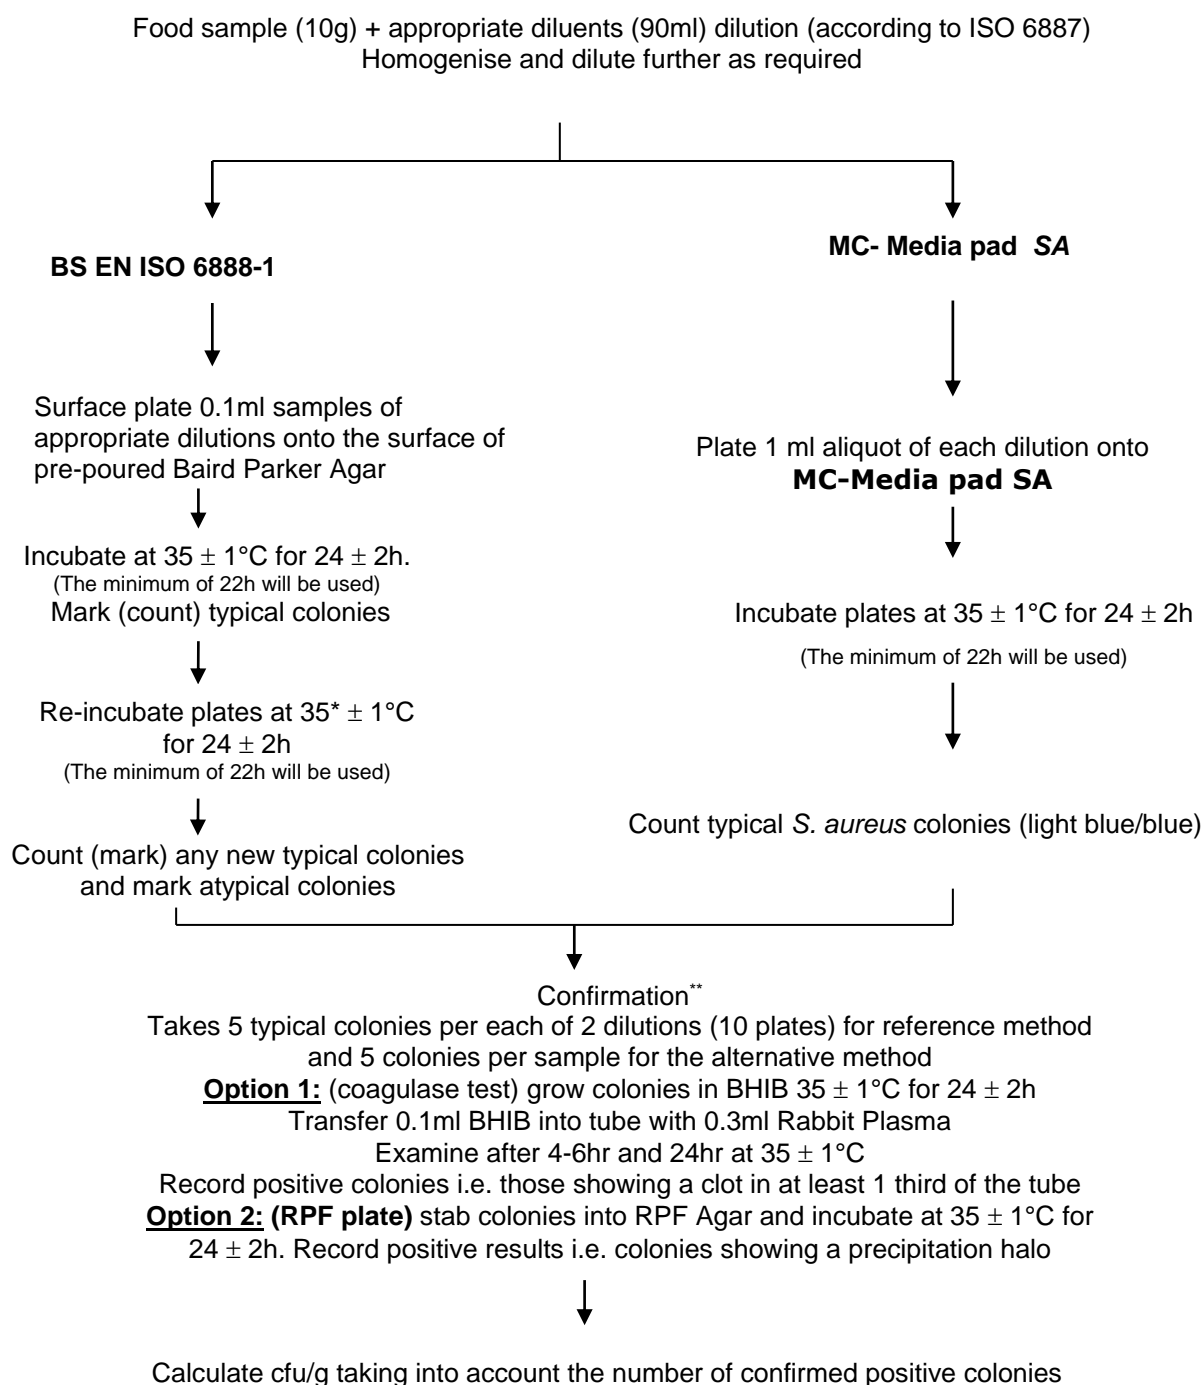 Food sample (10g) + appropriate diluents (90ml) dilution (according to ISO 6887)
Homogenise and dilute further as required
BS EN ISO 6888-1
Surface plate 0.1ml samples of
appropriate dilutions onto the surface of
pre-poured Baird Parker Agar
Incubate at 35 ± 1°C for 24 ± 2h.
(The minimum of 22h will be used)
Mark (count) typical colonies
Re-incubate plates at 35* ± 1°C
for 24 ± 2h
(The minimum of 22h will be used)
Count (mark) any new typical colonies
and mark atypical colonies
MC- Media pad SA
Plate 1 ml aliquot of each dilution onto
MC-Media pad SA
Incubate plates at 35 ± 1°C for 24 ± 2h
(The minimum of 22h will be used)
Count typical S. aureus colonies (light blue/blue)
Confirmation**
Takes 5 typical colonies per each of 2 dilutions (10 plates) for reference method
and 5 colonies per sample for the alternative method
Option 1: (coagulase test) grow colonies in BHIB 35 ± 1°C for 24 ± 2h
Transfer 0.1ml BHIB into tube with 0.3ml Rabbit Plasma
Examine after 4-6hr and 24hr at 35 ± 1°C
Record positive colonies i.e. those showing a clot in at least 1 third of the tube
Option 2: (RPF plate) stab colonies into RPF Agar and incubate at 35 ± 1°C for
24 ± 2h. Record positive results i.e. colonies showing a precipitation halo
Calculate cfu/g taking into account the number of confirmed positive colonies